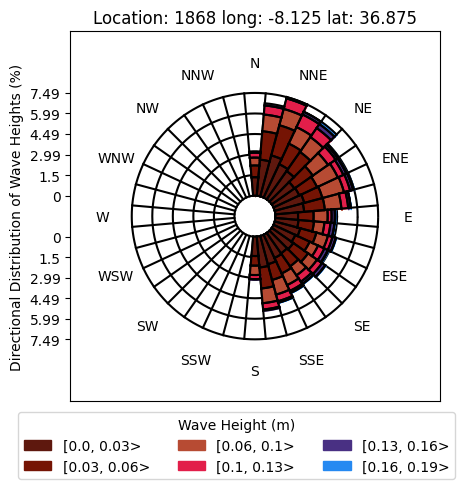 Location: 1868 long: -8.125 lat: 36.875
N
NNW
NNE
NW
NE
WNW
ENE
W
E
WSW
ESE
SW
SE
SSW
SSE
S
7.49
5.99
4.49
2.99
1.5
0
0
1.5
2.99
4.49
5.99
7.49
Directional Distribution of Wave Heights (%)
Wave Height (m)
[0.0, 0.03> [0.06, 0.1> [0.13, 0.16>
[0.03, 0.06> [0.1, 0.13> [0.16, 0.19>